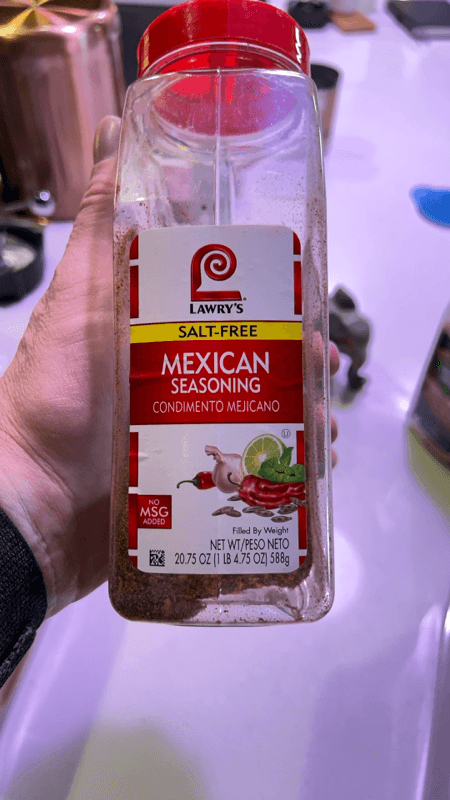 LAWRY'S
SALT-FREE
MEXICAN
SEASONING
CONDIMENTO MEJICANO
NO
MSG
ADDED
Filled By Weight
NET WT/PESO NETO
20.75 OZ (1 LB 4.75 OZ) 588g